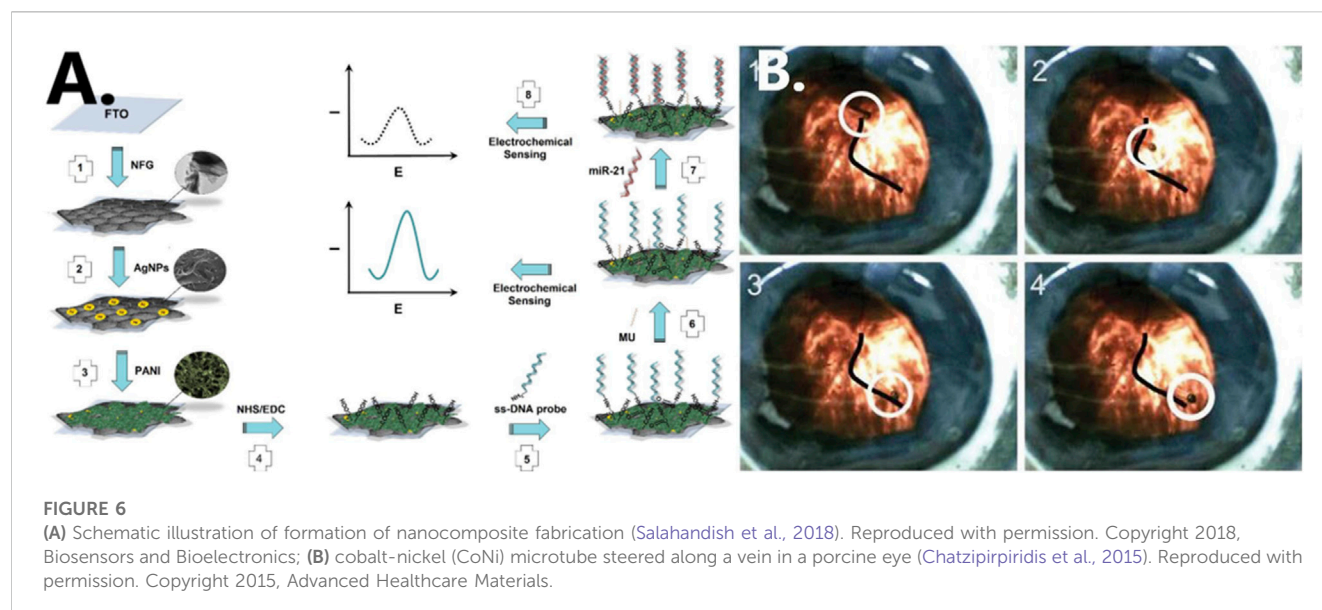 A.
FTO
1
NFG
2
AgNPs
3
PANI
NHS/EDC
4
ss-DNA probe
5
MU
6
miR-21
7
8
Electrochemical
Sensing
I
E
Electrochemical
Sensing
I
E
B.
1
2
3
4
FIGURE 6
(A) Schematic illustration of formation of nanocomposite fabrication (Salahandish et al., 2018). Reproduced with permission. Copyright 2018,
Biosensors and Bioelectronics; (B) cobalt-nickel (CoNi) microtube steered along a vein in a porcine eye (Chatzipirpiridis et al., 2015). Reproduced with
permission. Copyright 2015, Advanced Healthcare Materials.